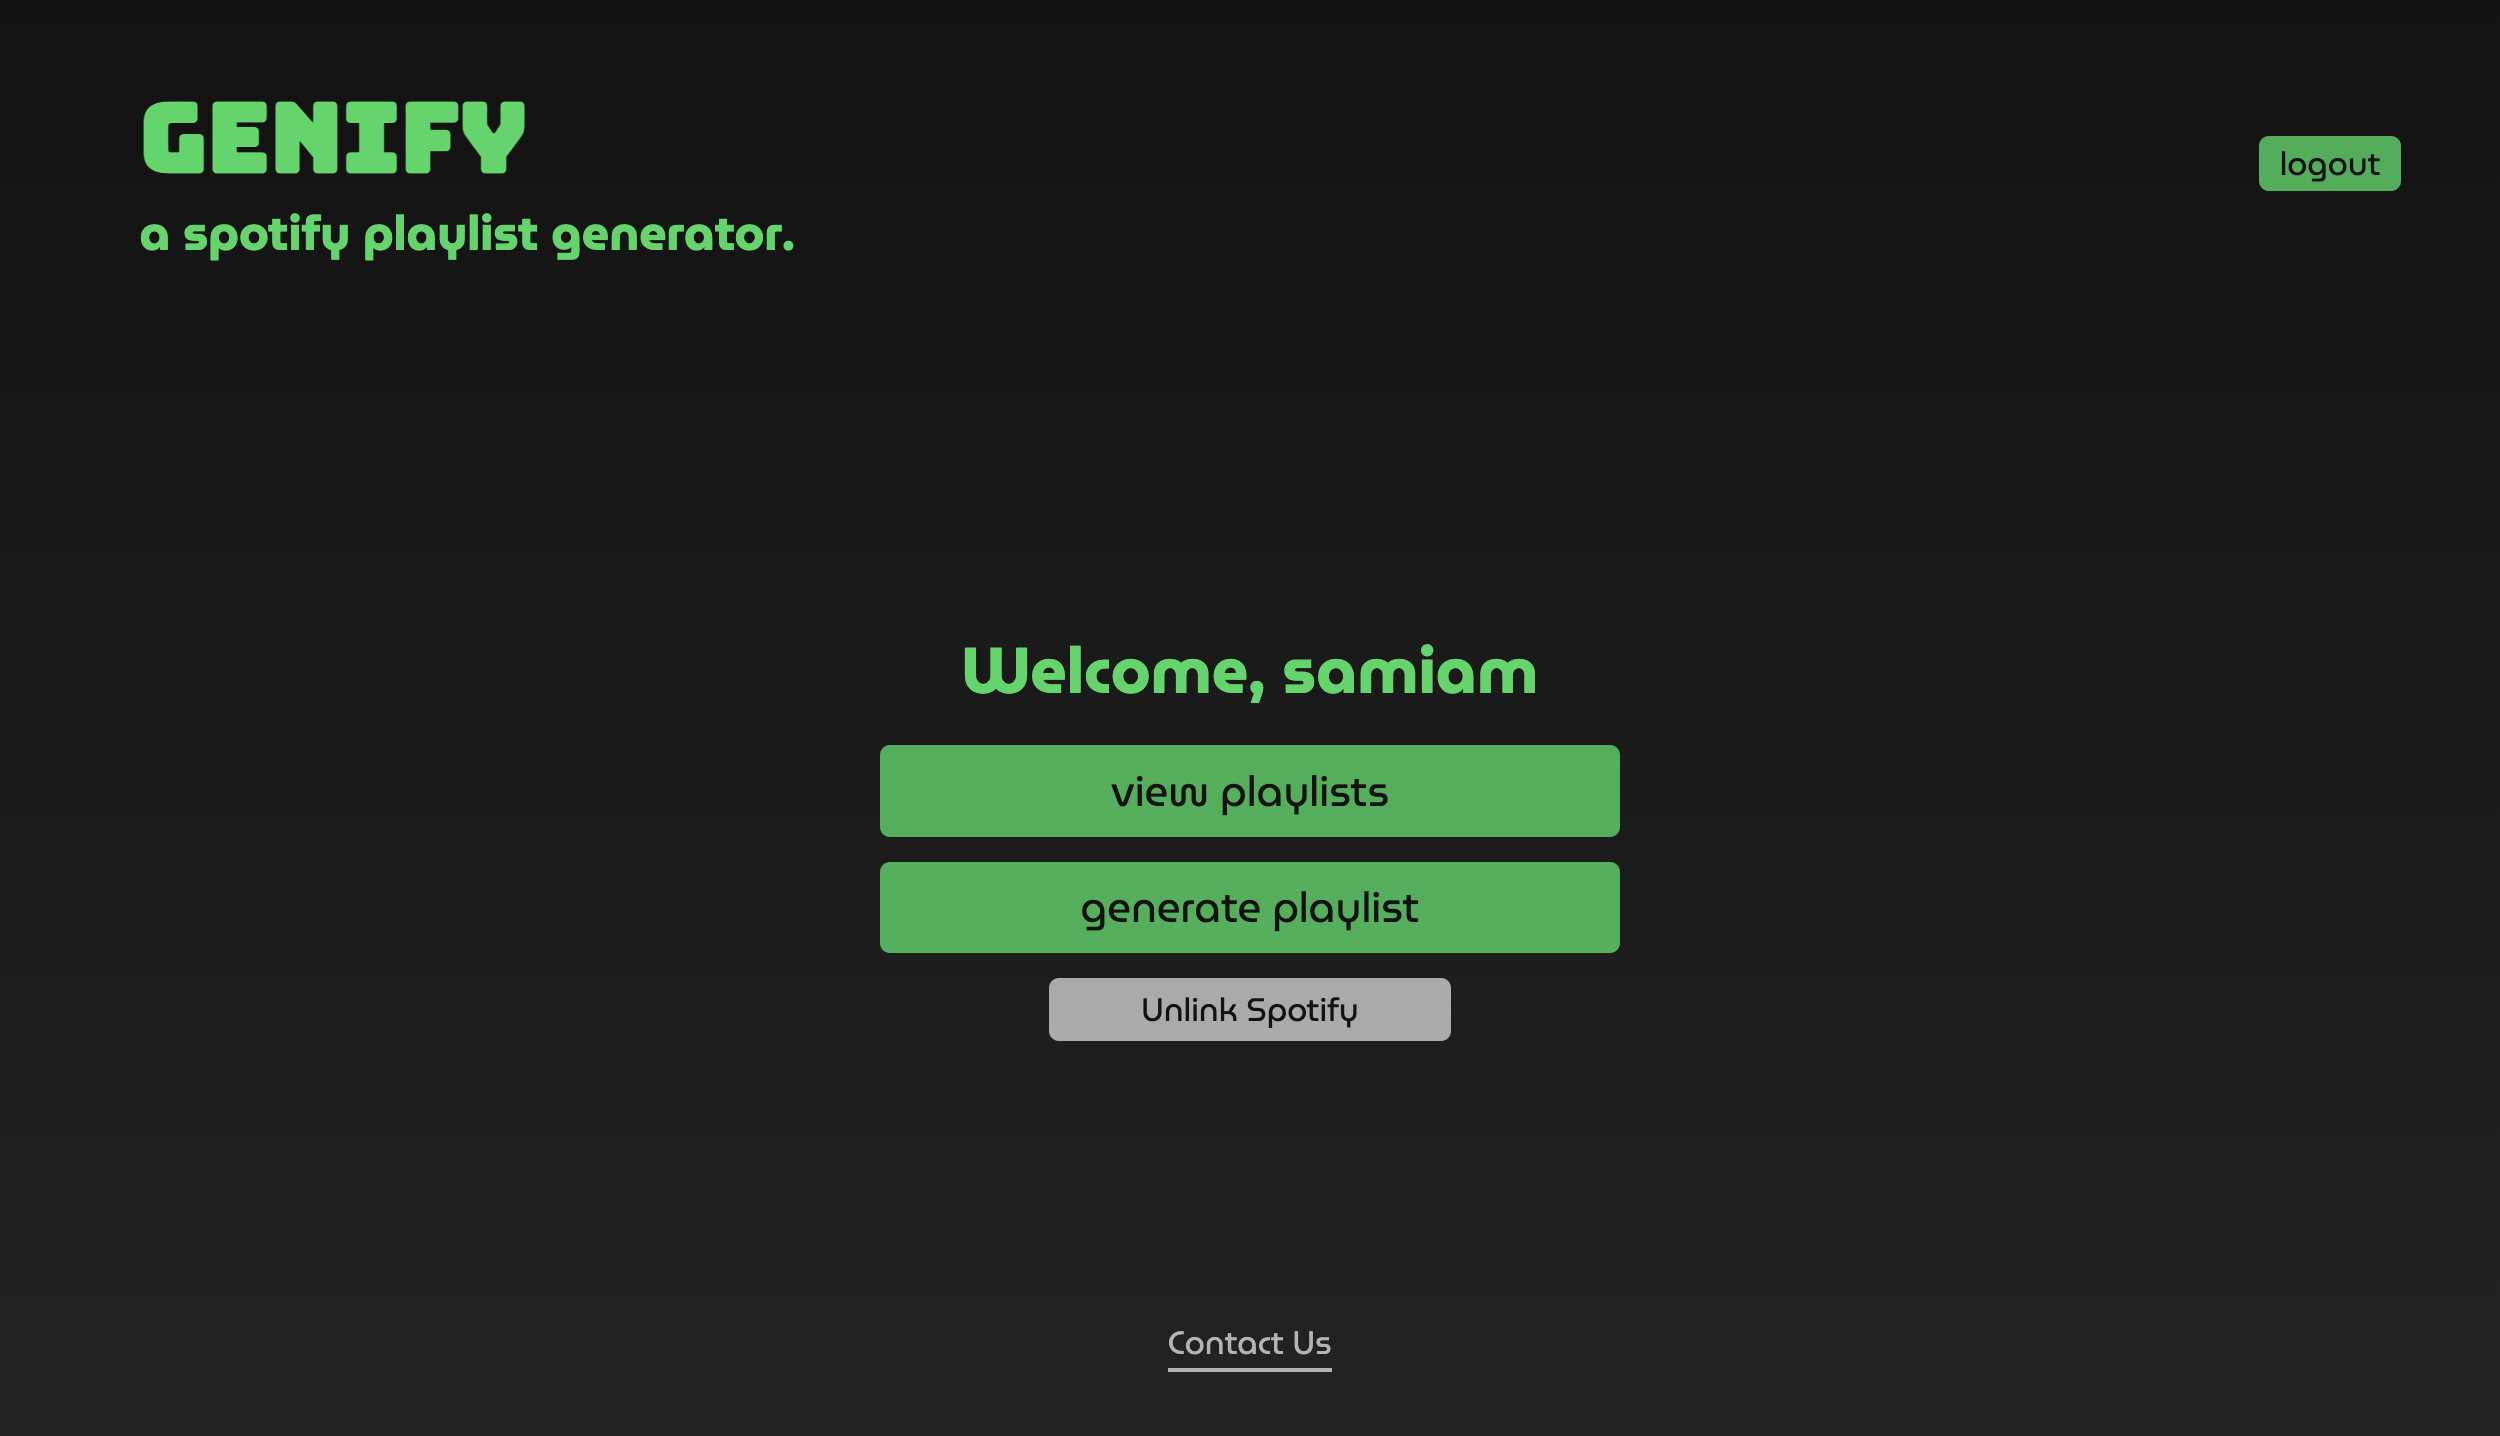 GENIFY
logout
a spotify playlist generator.
Welcome, samiam
view playlists
generate playlist
Unlink Spotify
Contact Us